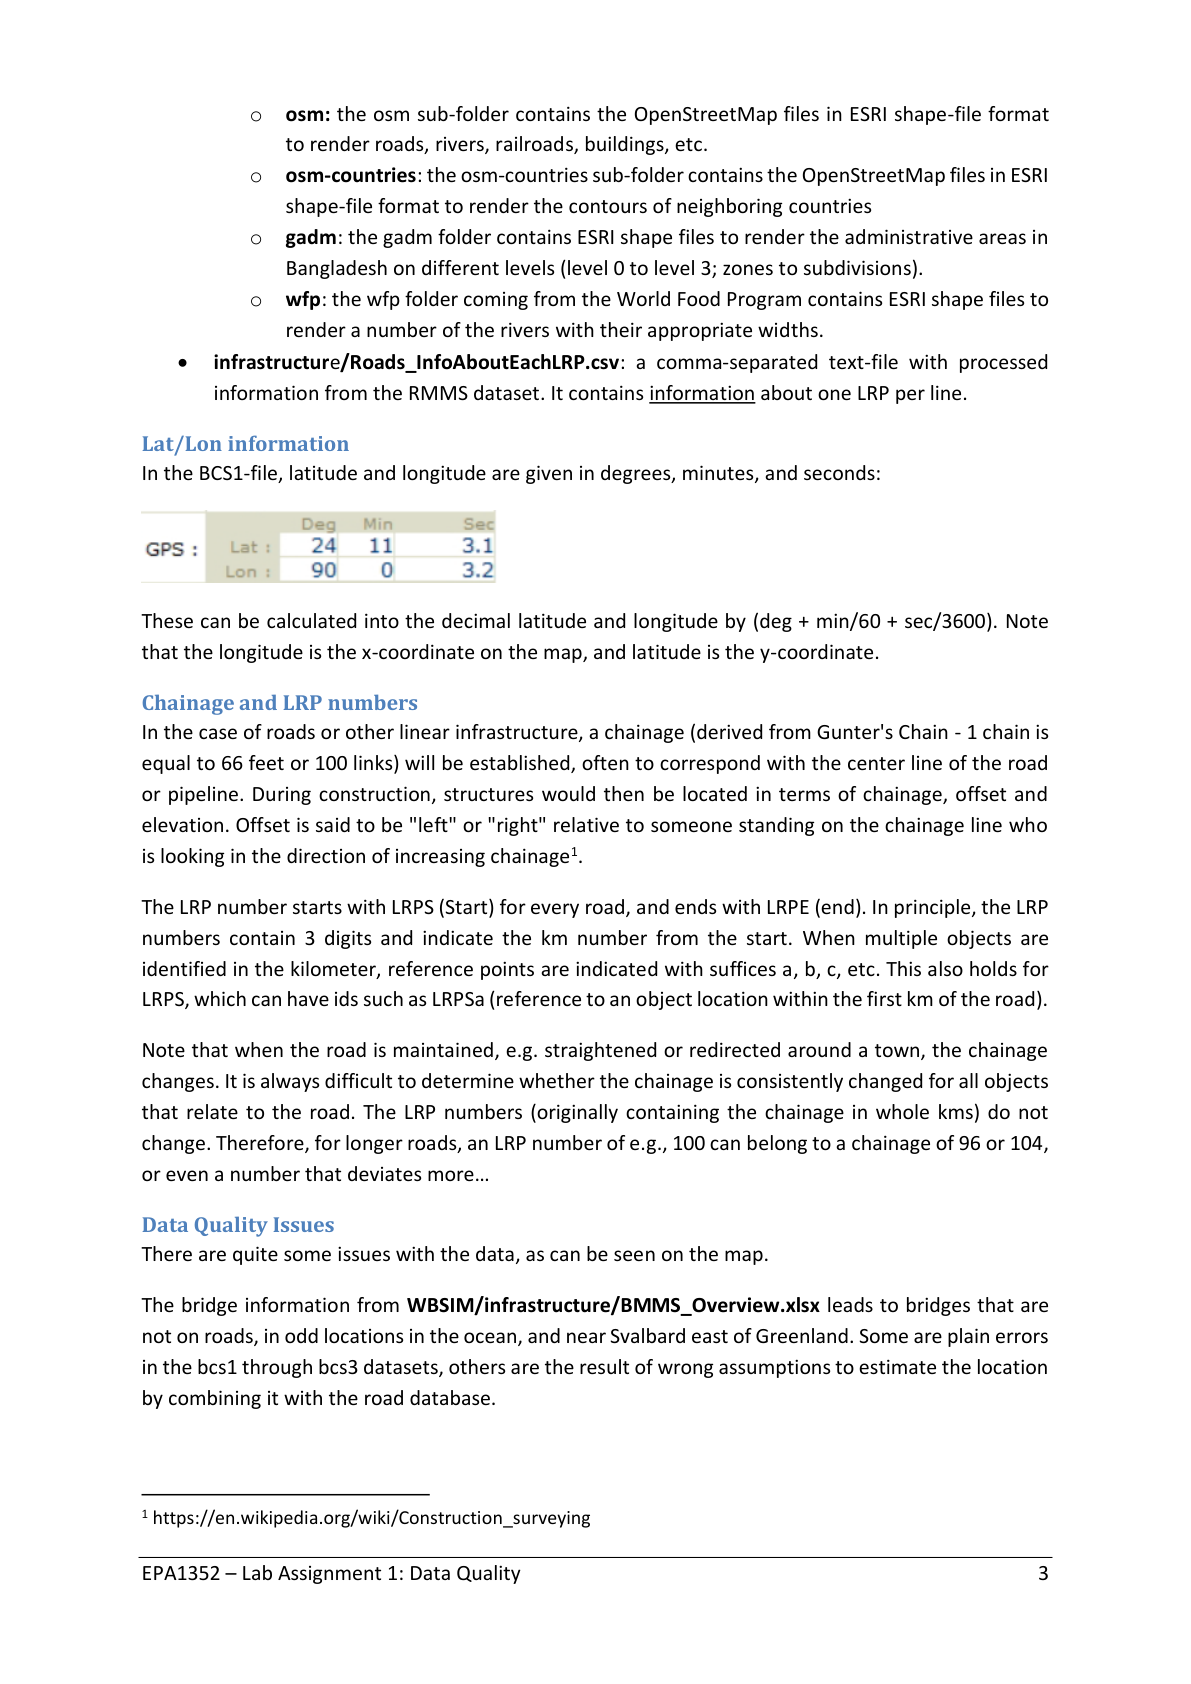 o osm: the osm sub-folder contains the OpenStreetMap files in ESRI shape-file format
to render roads, rivers, railroads, buildings, etc.
o osm-countries: the osm-countries sub-folder contains the OpenStreetMap files in ESRI
shape-file format to render the contours of neighboring countries
o gadm: the gadm folder contains ESRI shape files to render the administrative areas in
Bangladesh on different levels (level 0 to level 3; zones to subdivisions).
o wfp: the wfp folder coming from the World Food Program contains ESRI shape files to
render a number of the rivers with their appropriate widths.
• infrastructure/Roads_InfoAboutEachLRP.csv: a comma-separated text-file with processed
information from the RMMS dataset. It contains information about one LRP per line.
Lat/Lon information
In the BCS1-file, latitude and longitude are given in degrees, minutes, and seconds:
Deg Min Sec
GPS : Lat : 24 11 3.1
Lon : 90 0 3.2
These can be calculated into the decimal latitude and longitude by (deg + min/60 + sec/3600). Note
that the longitude is the x-coordinate on the map, and latitude is the y-coordinate.
Chainage and LRP numbers
In the case of roads or other linear infrastructure, a chainage (derived from Gunter's Chain - 1 chain is
equal to 66 feet or 100 links) will be established, often to correspond with the center line of the road
or pipeline. During construction, structures would then be located in terms of chainage, offset and
elevation. Offset is said to be "left" or "right" relative to someone standing on the chainage line who
is looking in the direction of increasing chainage¹.
The LRP number starts with LRPS (Start) for every road, and ends with LRPE (end). In principle, the LRP
numbers contain 3 digits and indicate the km number from the start. When multiple objects are
identified in the kilometer, reference points are indicated with suffices a, b, c, etc. This also holds for
LRPS, which can have ids such as LRPSa (reference to an object location within the first km of the road).
Note that when the road is maintained, e.g. straightened or redirected around a town, the chainage
changes. It is always difficult to determine whether the chainage is consistently changed for all objects
that relate to the road. The LRP numbers (originally containing the chainage in whole kms) do not
change. Therefore, for longer roads, an LRP number of e.g., 100 can belong to a chainage of 96 or 104,
or even a number that deviates more…
Data Quality Issues
There are quite some issues with the data, as can be seen on the map.
The bridge information from WBSIM/infrastructure/BMMS_Overview.xlsx leads to bridges that are
not on roads, in odd locations in the ocean, and near Svalbard east of Greenland. Some are plain errors
in the bcs1 through bcs3 datasets, others are the result of wrong assumptions to estimate the location
by combining it with the road database.
¹ https://en.wikipedia.org/wiki/Construction_surveying
EPA1352 – Lab Assignment 1: Data Quality 3